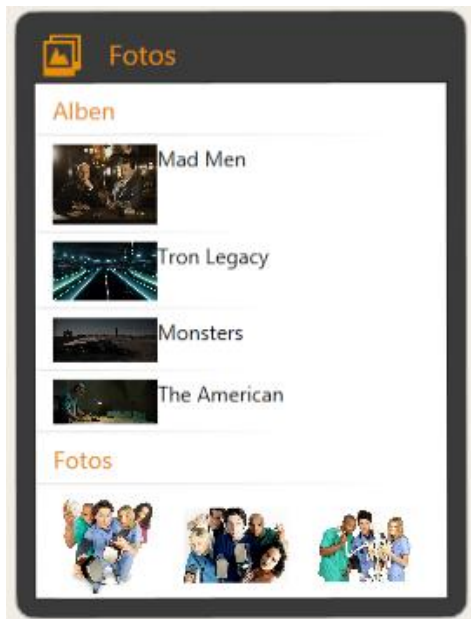 Fotos
Alben
Mad Men
Tron Legacy
Monsters
The American
Fotos